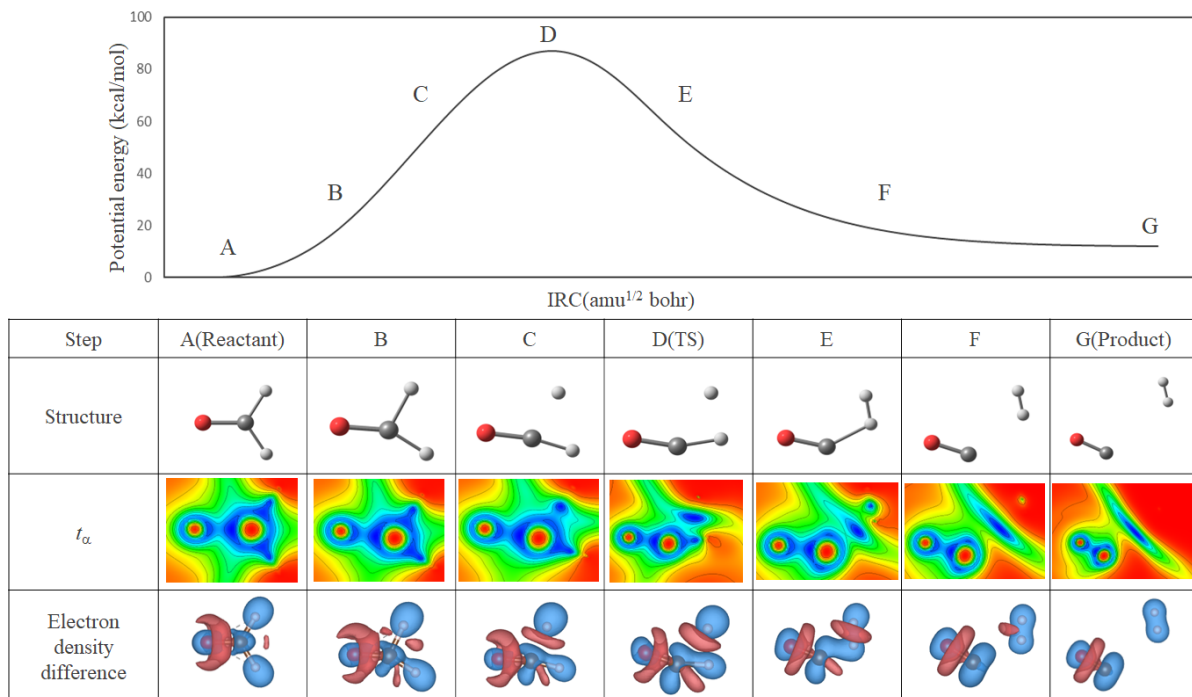 100
80
60
40
20
0
Potential energy (kcal/mol)
A
B
C
D
E
F
G
IRC(amu1/2 bohr)
Step A(Reactant) B C D(TS) E F G(Product)
Structure
tα
Electron
density
difference